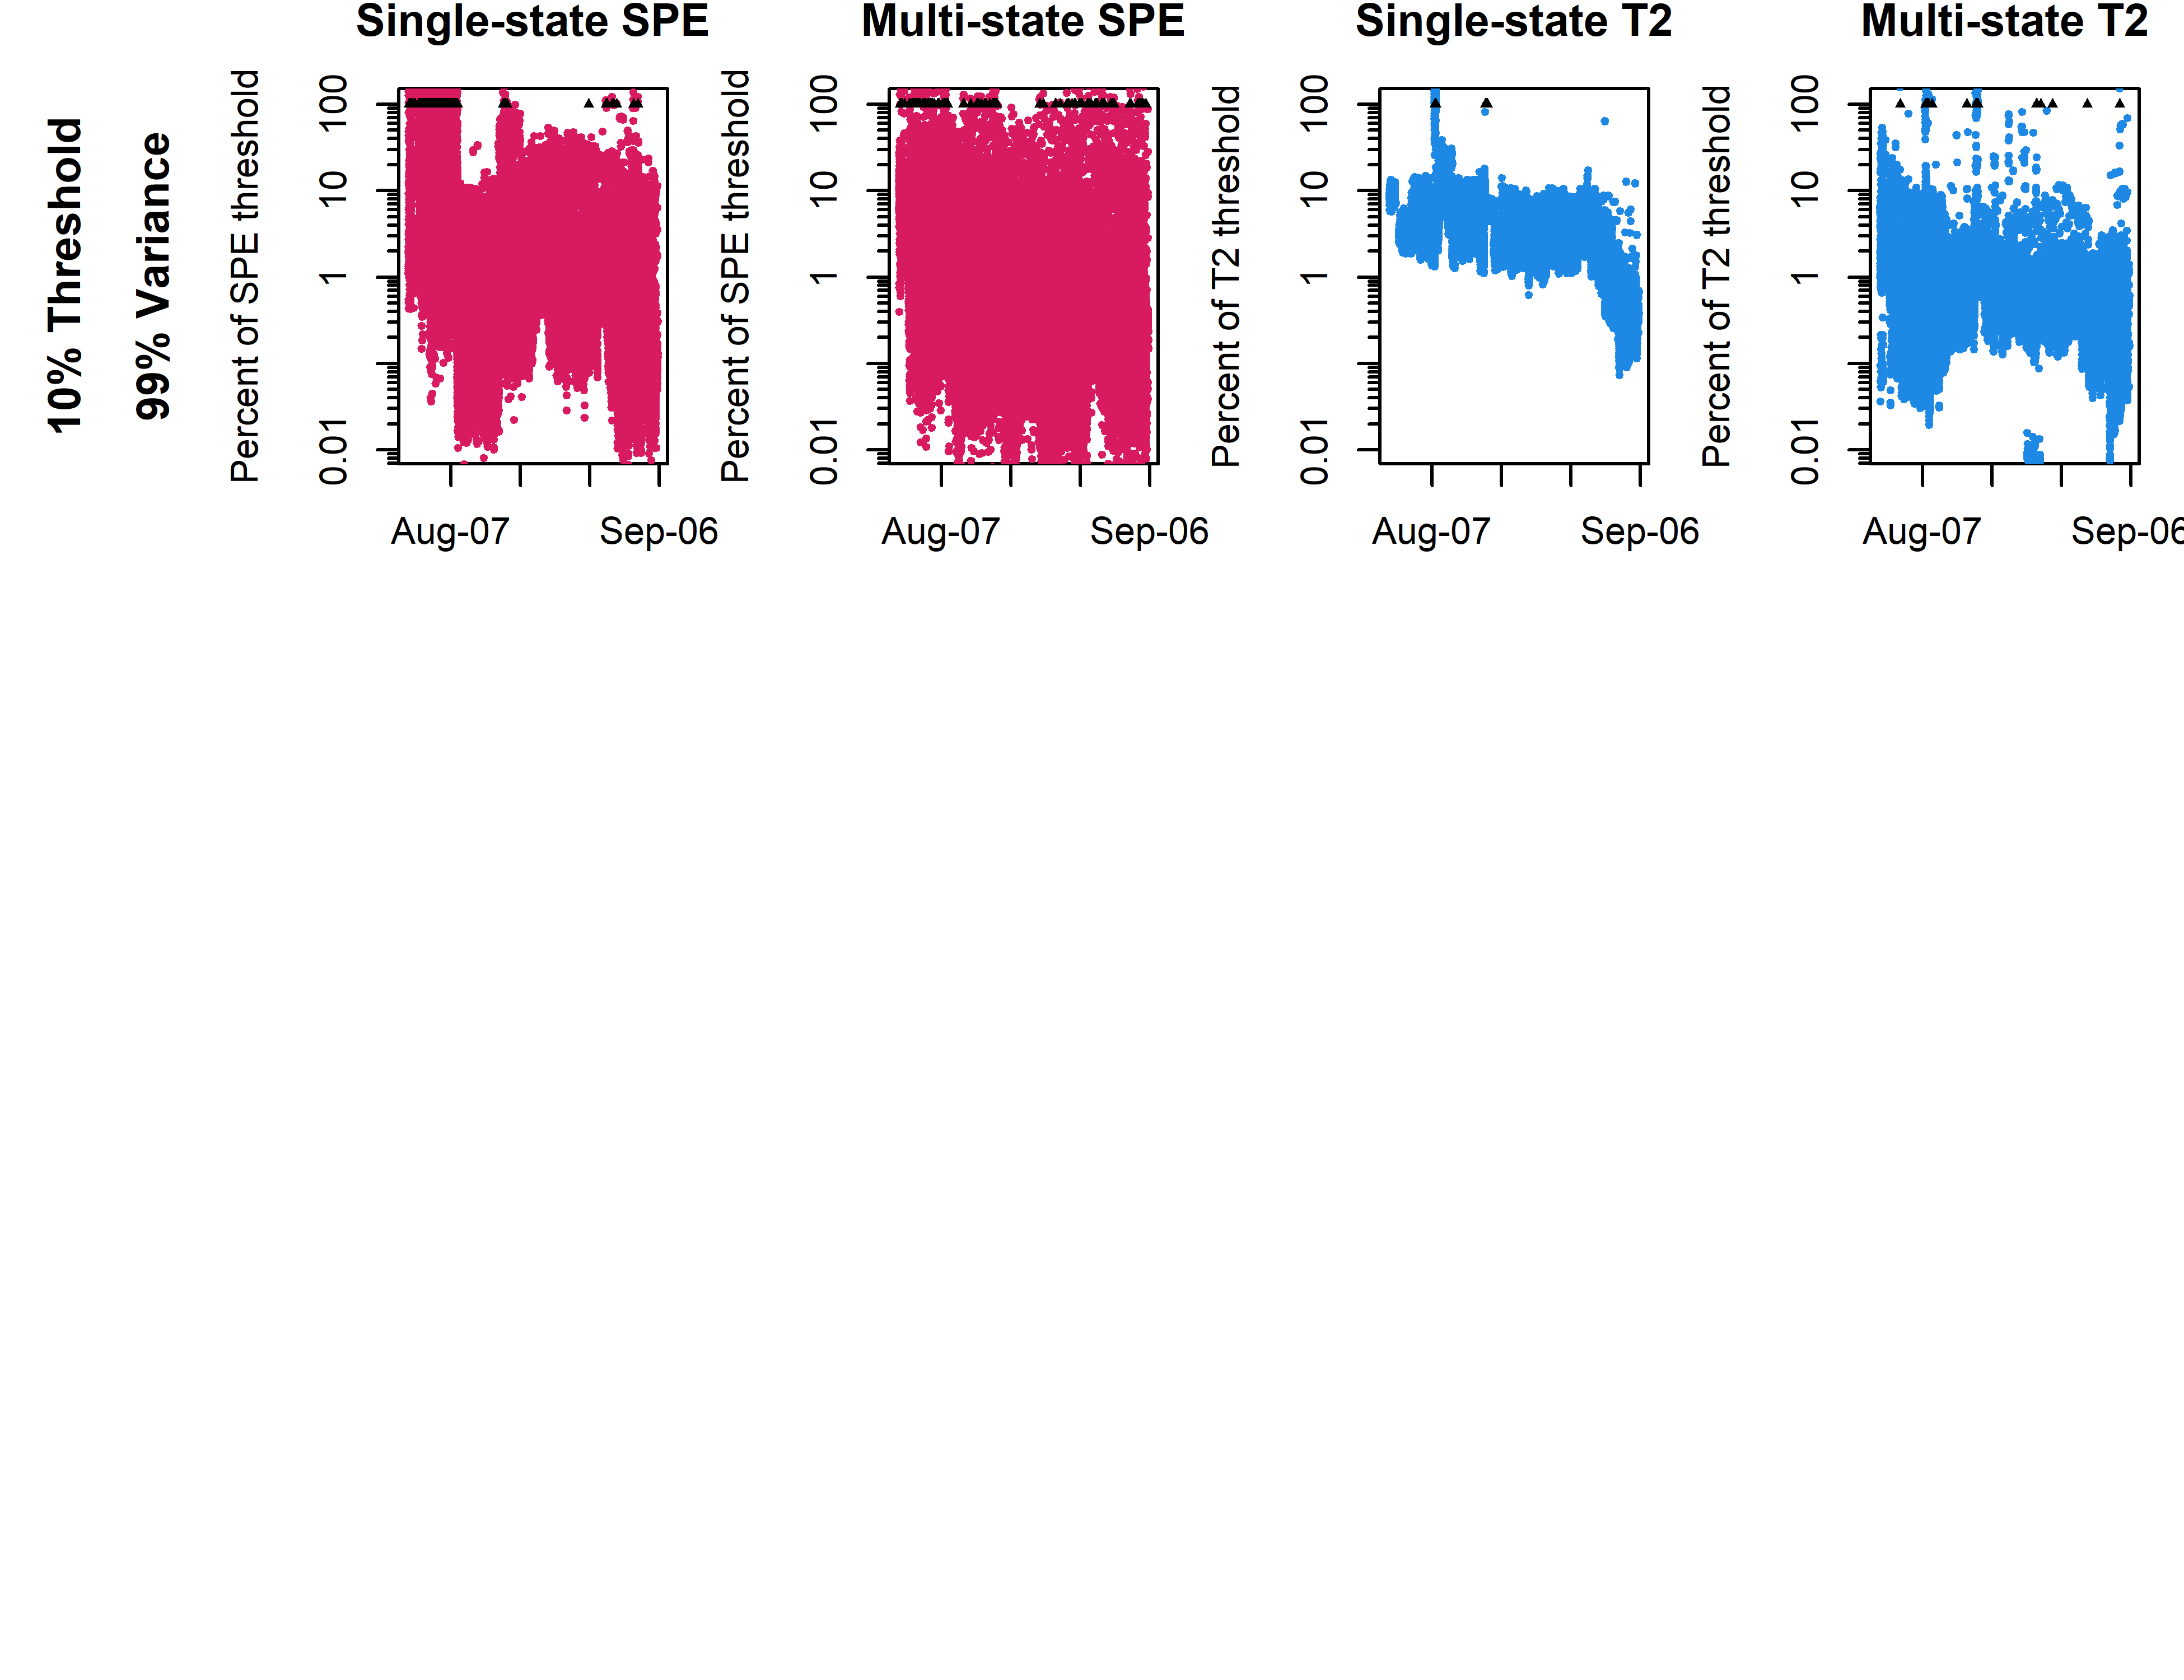 Single-state SPE
Multi-state SPE
Single-state T2
Multi-state T2
10% Threshold
99% Variance
Percent of SPE threshold
100
10
1
0.01
Aug-07
Sep-06
Percent of SPE threshold
100
10
1
0.01
Aug-07
Sep-06
Percent of T2 threshold
100
10
1
0.01
Aug-07
Sep-06
Percent of T2 threshold
100
10
1
0.01
Aug-07
Sep-06